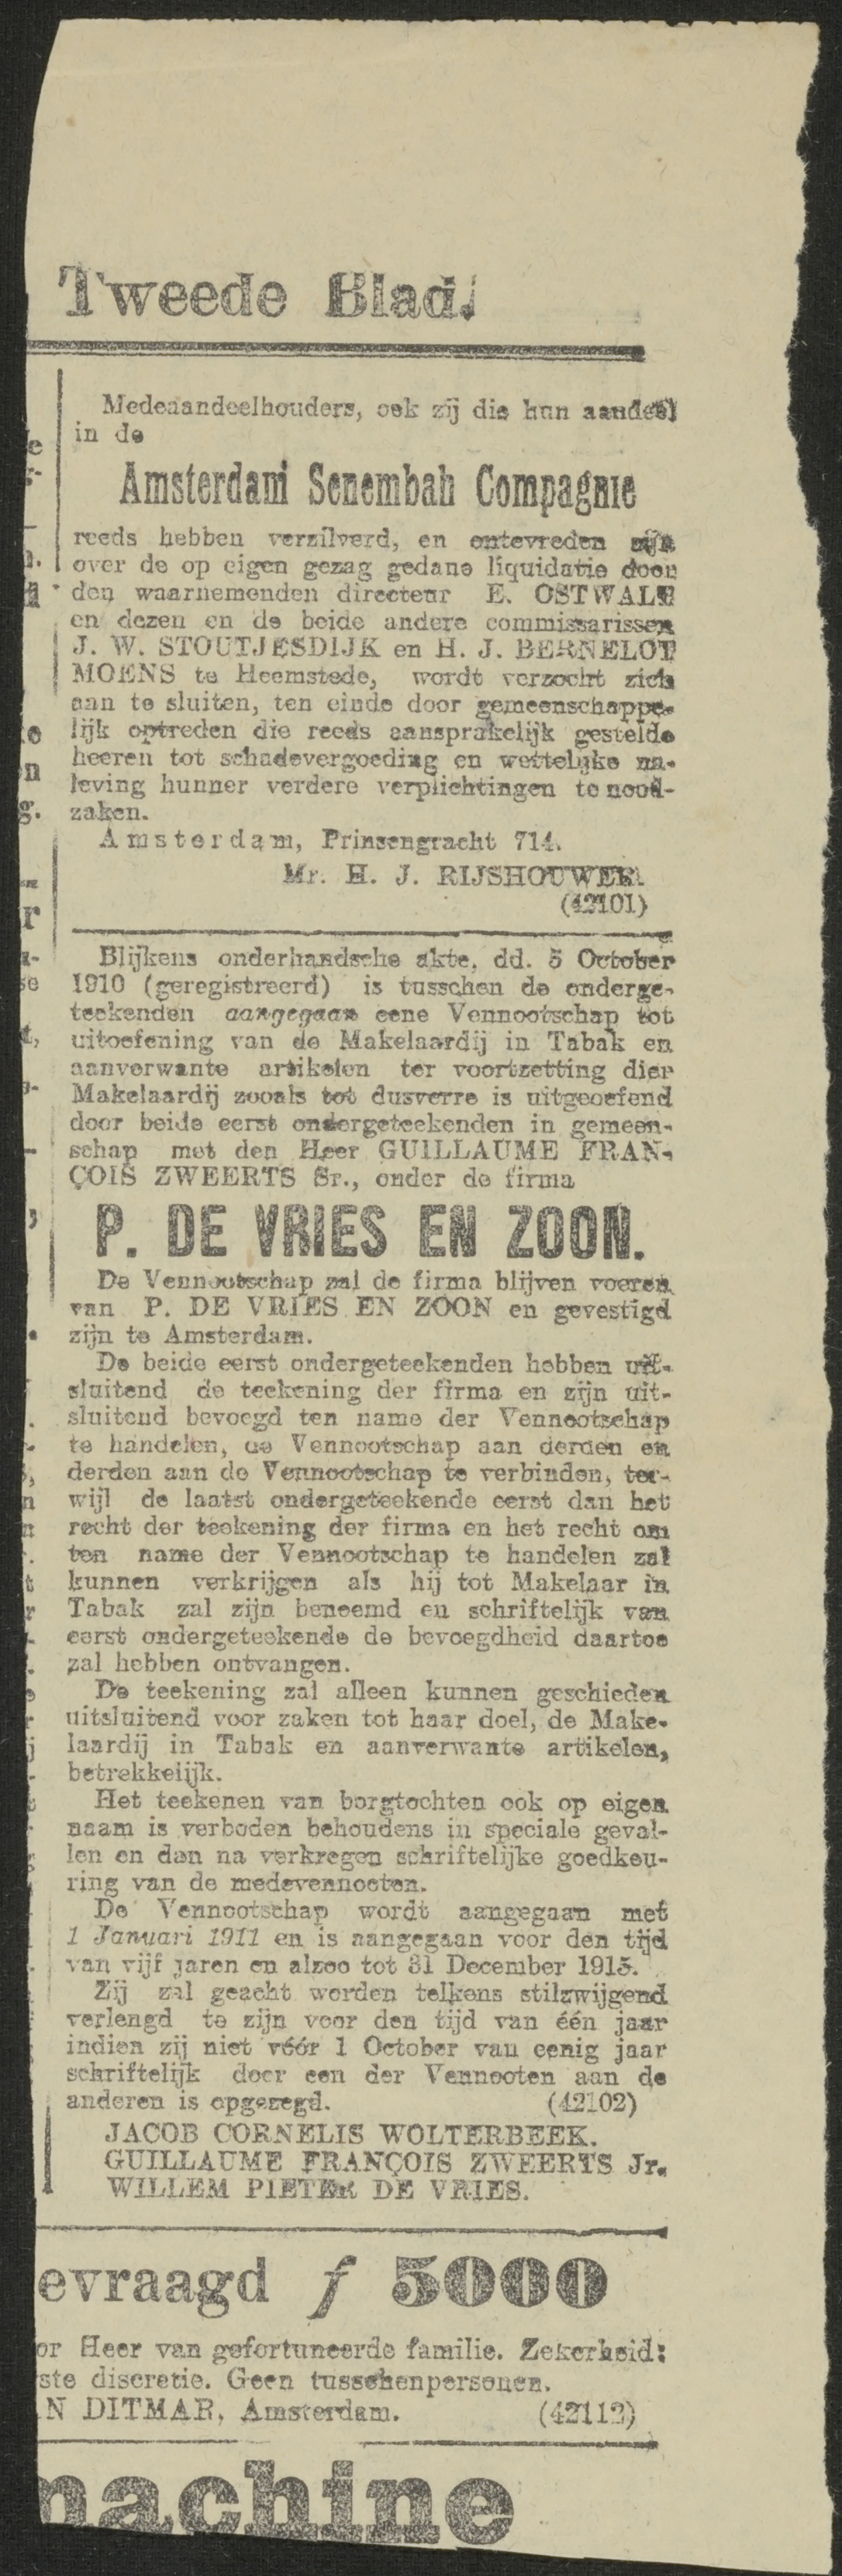 Tweede Blad.
Medeaandeelhouders, ook zij die hun aandeel
in de
Amsterdam Senembah Compagnie
reeds hebben verzilverd, en ontevreden zijn
over de op eigen gezag gedane liquidatie door
den waarnemenden directeur E. OSTWALT
en dezen en de beide andere commissarissen
J. W. STOUTJESDIJK en H. J. BERNELOT
MOENS te Heemstede, wordt verzocht zich
aan te sluiten, ten einde door gemeenschappe-
lijk optreden die reeds aansprakelijk gestelde
heeren tot schadevergoeding en wettelijke na-
leving hunner verdere verplichtingen te nood-
zaken.
Amsterdam, Prinsengracht 714.
Mr. H. J. RIJSHOUWER.
(42101)
Blijkens onderhandsche akte, dd. 5 October
1910 (geregistreerd) is tusschen de onderge-
teekenden aangegaan eene Vennootschap tot
uitoefening van de Makelaardij in Tabak en
aanverwante artikelen ter voortzetting dier
Makelaardij zooals tot dusverre is uitgeoefend
door beide eerst ondergeteekenden in gemeen-
schap met den Heer GUILLAUME FRAN-
ÇOIS ZWEERTS Sr., onder de firma
P. DE VRIES EN ZOON.
De Vennootschap zal de firma blijven voeren
van P. DE VRIES EN ZOON en gevestigd
zijn te Amsterdam.
De beide eerst ondergeteekenden hebben uit-
sluitend de teekening der firma en zijn uit-
sluitend bevoegd ten name der Vennootschap
te handelen, de Vennootschap aan derden en
derden aan de Vennootschap te verbinden, ter-
wijl de laatst ondergeteekende eerst dan het
recht der teekening der firma en het recht om
ten name der Vennootschap te handelen zal
kunnen verkrijgen als hij tot Makelaar in
Tabak zal zijn beneemd en schriftelijk van
eerst ondergeteekende de bevoegdheid daartoe
zal hebben ontvangen.
De teekening zal alleen kunnen geschieden
uitsluitend voor zaken tot haar doel, de Make-
laardij in Tabak en aanverwante artikelen,
betrekkelijk.
Het teekenen van borgtochten ook op eigen
naam is verboden behoudens in speciale geval-
len en dan na verkregen schriftelijke goedkeu-
ring van de medevennooten.
De Vennootschap wordt aangegaan met
1 Januari 1911 en is aangegaan voor den tijd
van vijf jaren en alzoo tot 31 December 1915.
Zij zal geacht worden telkens stilzwijgend
verlengd te zijn voor den tijd van één jaar
indien zij niet vóór 1 October van eenig jaar
schriftelijk door een der Vennooten aan de
anderen is opgezegd. (42102)
JACOB CORNELIS WOLTERBEEK.
GUILLAUME FRANÇOIS ZWEERTS Jr.
WILLEM PIETER DE VRIES.
evraagd f 5000
or Heer van gefortuneerde familie. Zekerheid:
ste discretie. Geen tusschenpersonen.
N DITMAR, Amsterdam. (42112)
machine